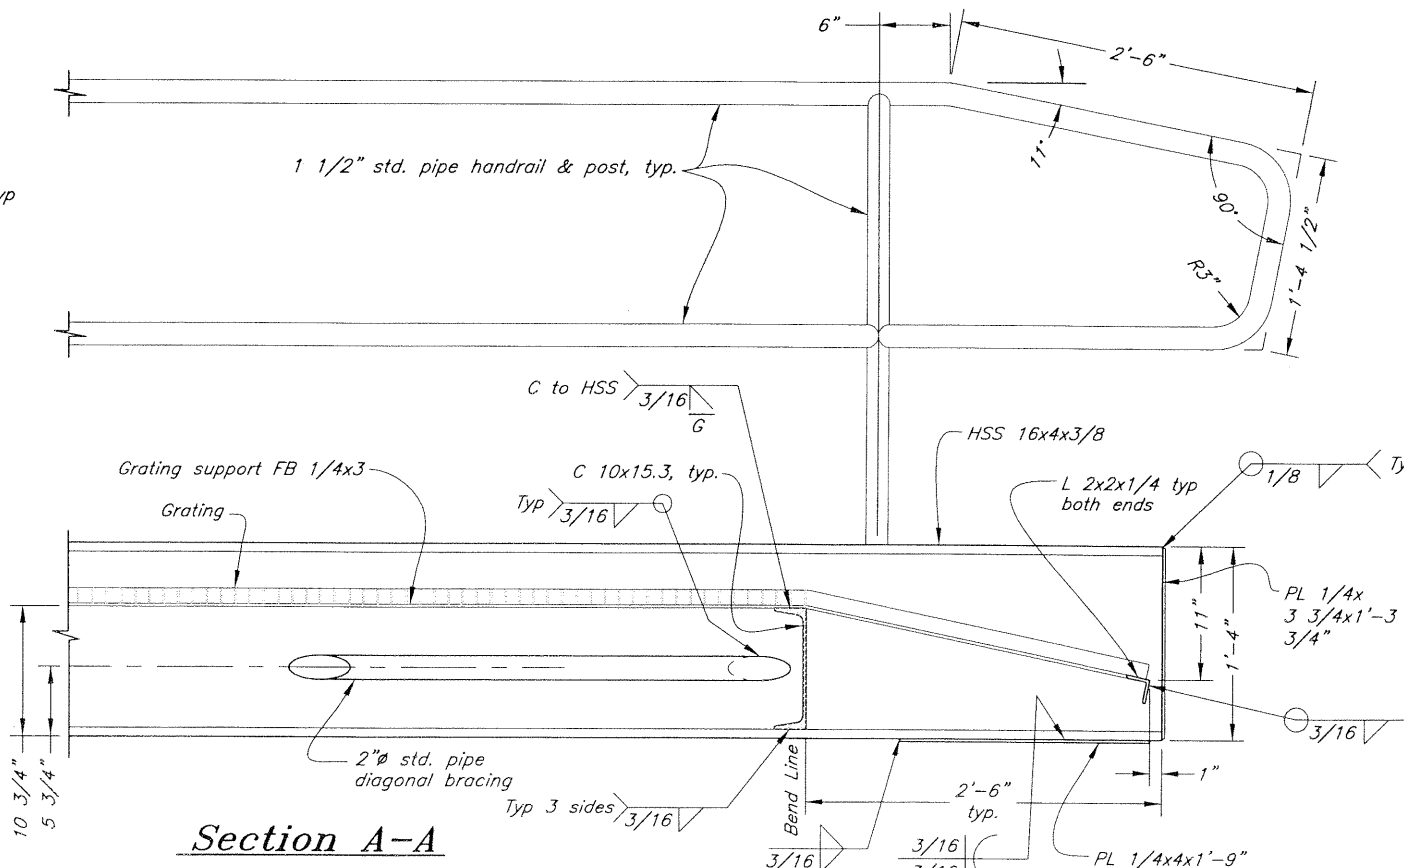 6"
2'-6"
11°
1 1/2" std. pipe handrail & post, typ.
90°
1'-4 1/2"
R3"
C to HSS
3/16
G
HSS 16x4x3/8
Grating support FB 1/4x3
C 10x15.3, typ.
L 2x2x1/4 typ
both ends
1/8
Grating
Typ
3/16
PL 1/4x
3 3/4x1'-3
3/4"
11"
1'-4"
3/16
2"ø std. pipe
diagonal bracing
1"
10 3/4"
5 3/4"
Typ 3 sides
3/16
Bend Line
2'-6"
typ.
Section A-A
3/16
3/16
PL 1/4x4x1'-9"